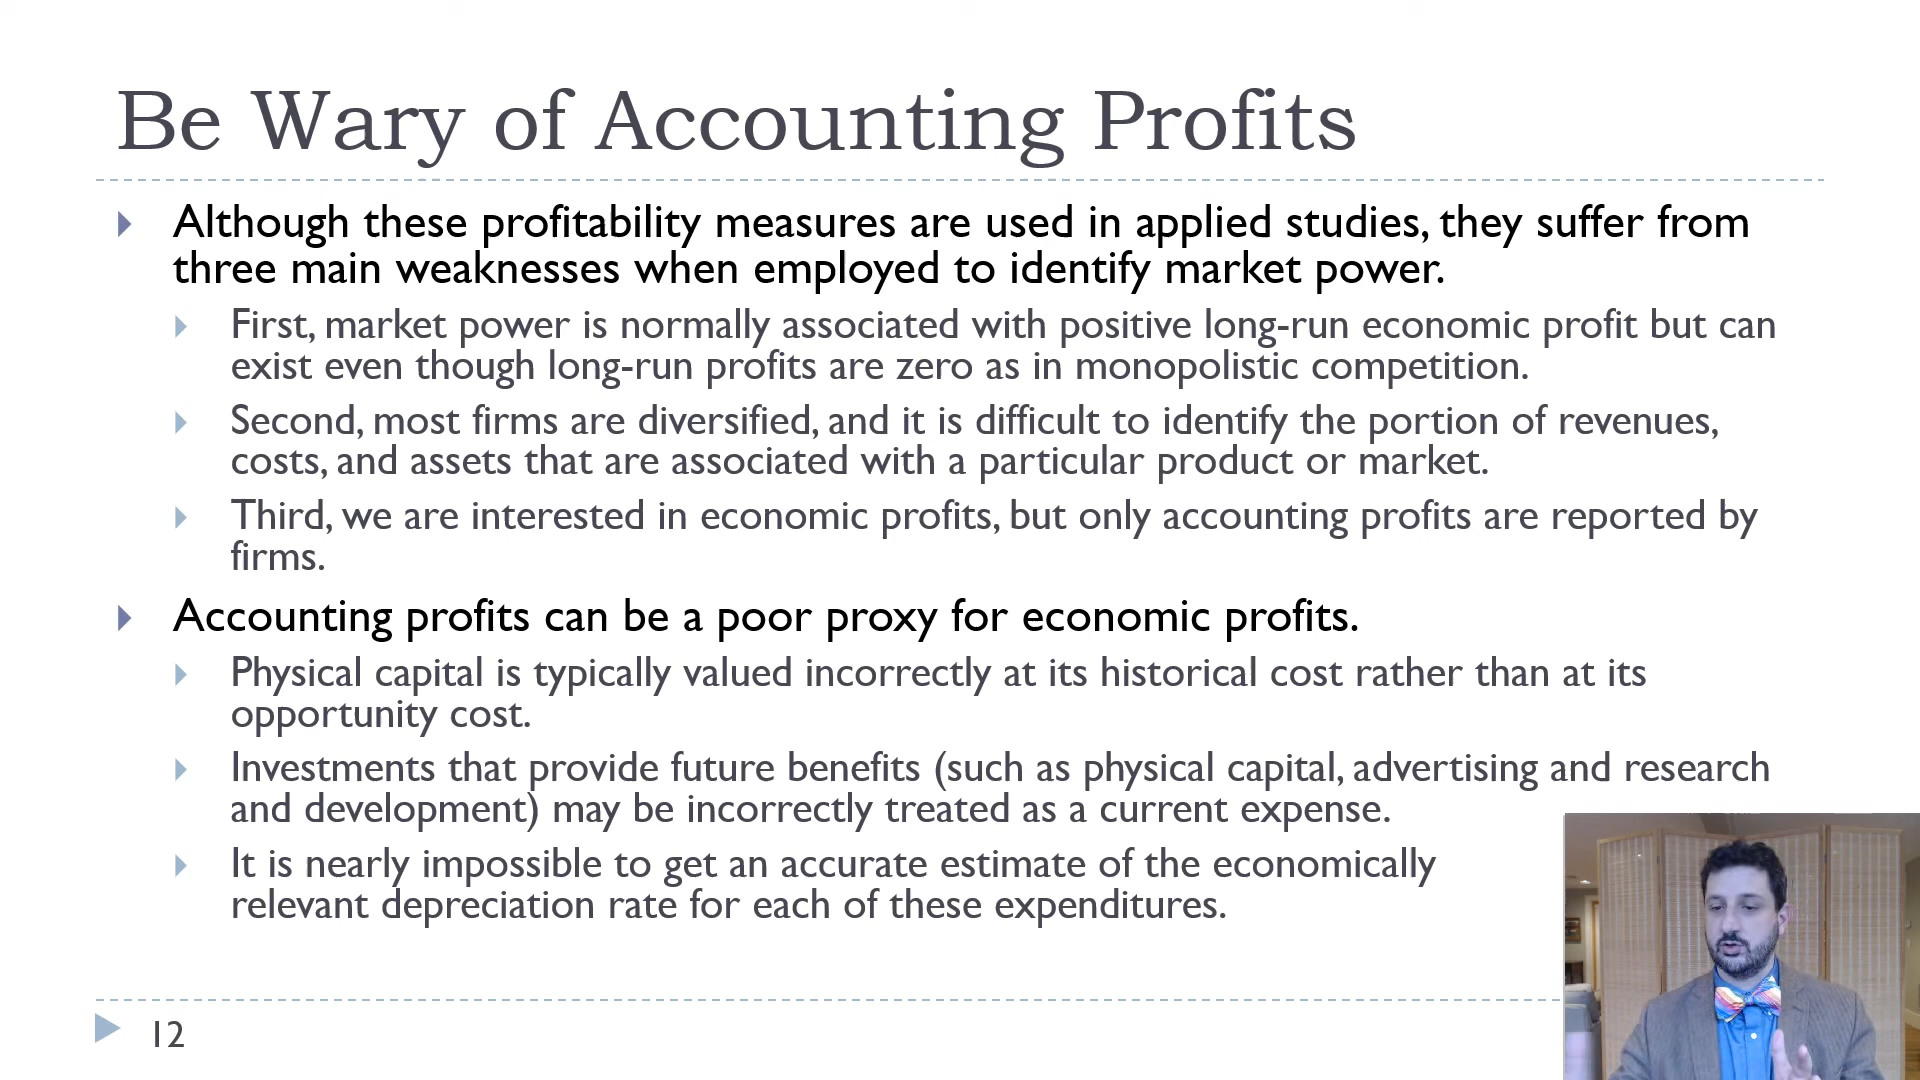 Be Wary of Accounting Profits
Although these profitability measures are used in applied studies, they suffer from
three main weaknesses when employed to identify market power.
First, market power is normally associated with positive long-run economic profit but can
exist even though long-run profits are zero as in monopolistic competition.
Second, most firms are diversified, and it is difficult to identify the portion of revenues,
costs, and assets that are associated with a particular product or market.
Third, we are interested in economic profits, but only accounting profits are reported by
firms.
Accounting profits can be a poor proxy for economic profits.
Physical capital is typically valued incorrectly at its historical cost rather than at its
opportunity cost.
Investments that provide future benefits (such as physical capital, advertising and research
and development) may be incorrectly treated as a current expense.
It is nearly impossible to get an accurate estimate of the economically
relevant depreciation rate for each of these expenditures.
12